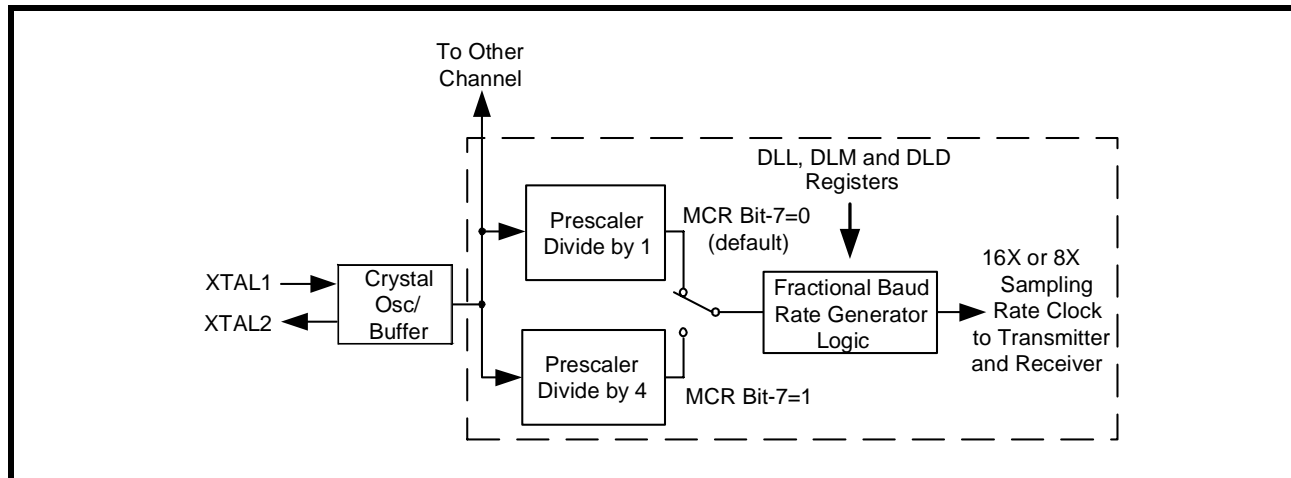 To Other
Channel
DLL, DLM and DLD
Registers
Prescaler
Divide by 1
MCR Bit-7=0
(default)
XTAL1
XTAL2
Crystal
Osc/
Buffer
Fractional Baud
Rate Generator
Logic
16X or 8X
Sampling
Rate Clock
to Transmitter
and Receiver
Prescaler
Divide by 4
MCR Bit-7=1